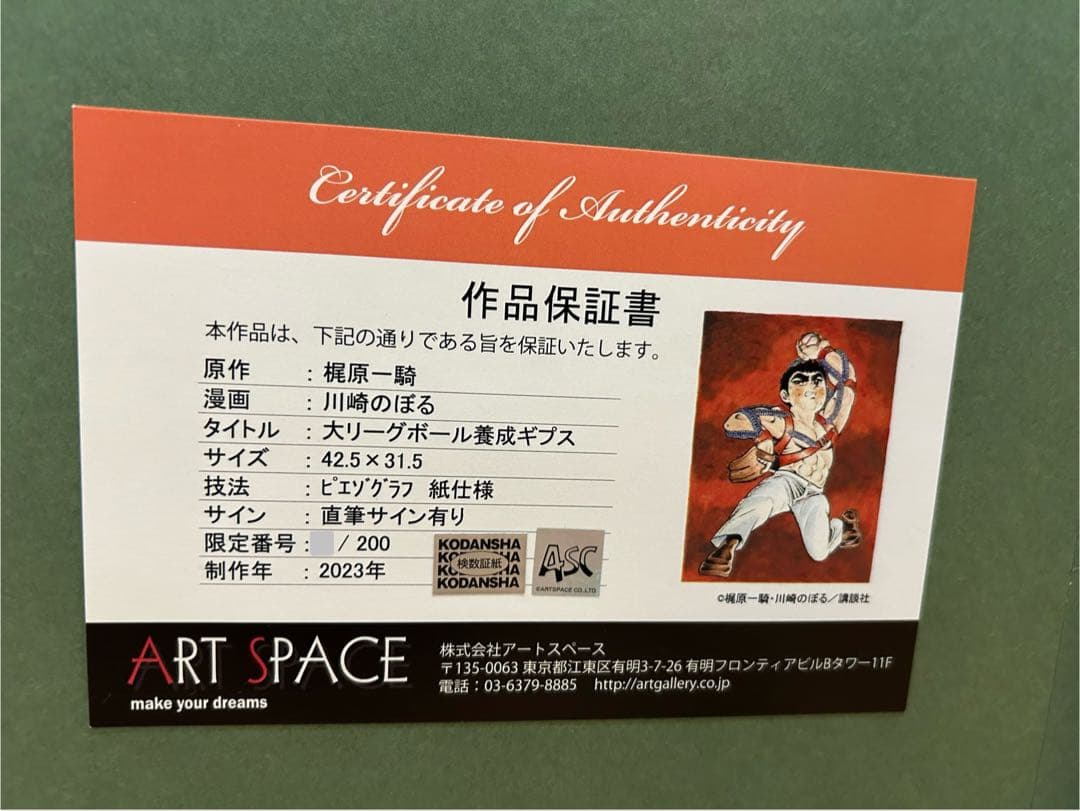 Certificate of Authenticity
作品保証書
本作品は、下記の通りである旨を保証いたします。
原作 : 梶原一騎
漫画 : 川崎のぼる
タイトル : 大リーグボール養成ギプス
サイズ : 42.5×31.5
技法 : ﾋﾟｴｿﾞｸﾞﾗﾌ 紙仕様
サイン : 直筆サイン有り
限定番号 : / 200
制作年 : 2023年
KODANSHA
検数証紙
KODANSHA
ASC
©ARTSPACE CO.,LTD
©梶原一騎・川崎のぼる／講談社
ART SPACE
make your dreams
株式会社アートスペース
〒135-0063 東京都江東区有明3-7-26 有明フロンティアビルBタワー11F
電話：03-6379-8885 http://artgallery.co.jp